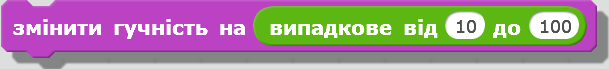 змінити гучність на випадкове від 10 до 100